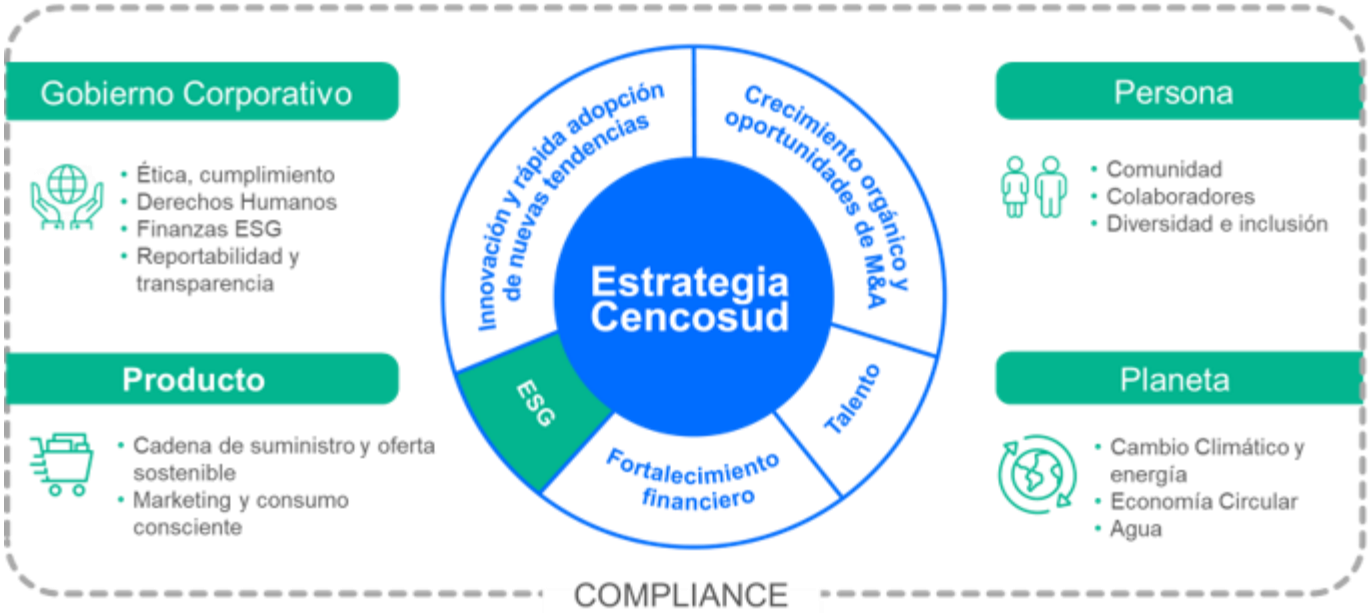 Gobierno Corporativo
• Ética, cumplimiento
• Derechos Humanos
• Finanzas ESG
• Reportabilidad y
transparencia
Producto
• Cadena de suministro y oferta
sostenible
• Marketing y consumo
consciente
Innovación y rápida adopción
de nuevas tendencias
Crecimiento orgánico y
oportunidades de M&A
Estrategia
Cencosud
ESG
Fortalecimiento
financiero
Talento
Persona
• Comunidad
• Colaboradores
• Diversidad e inclusión
Planeta
• Cambio Climático y
energía
• Economía Circular
• Agua
COMPLIANCE